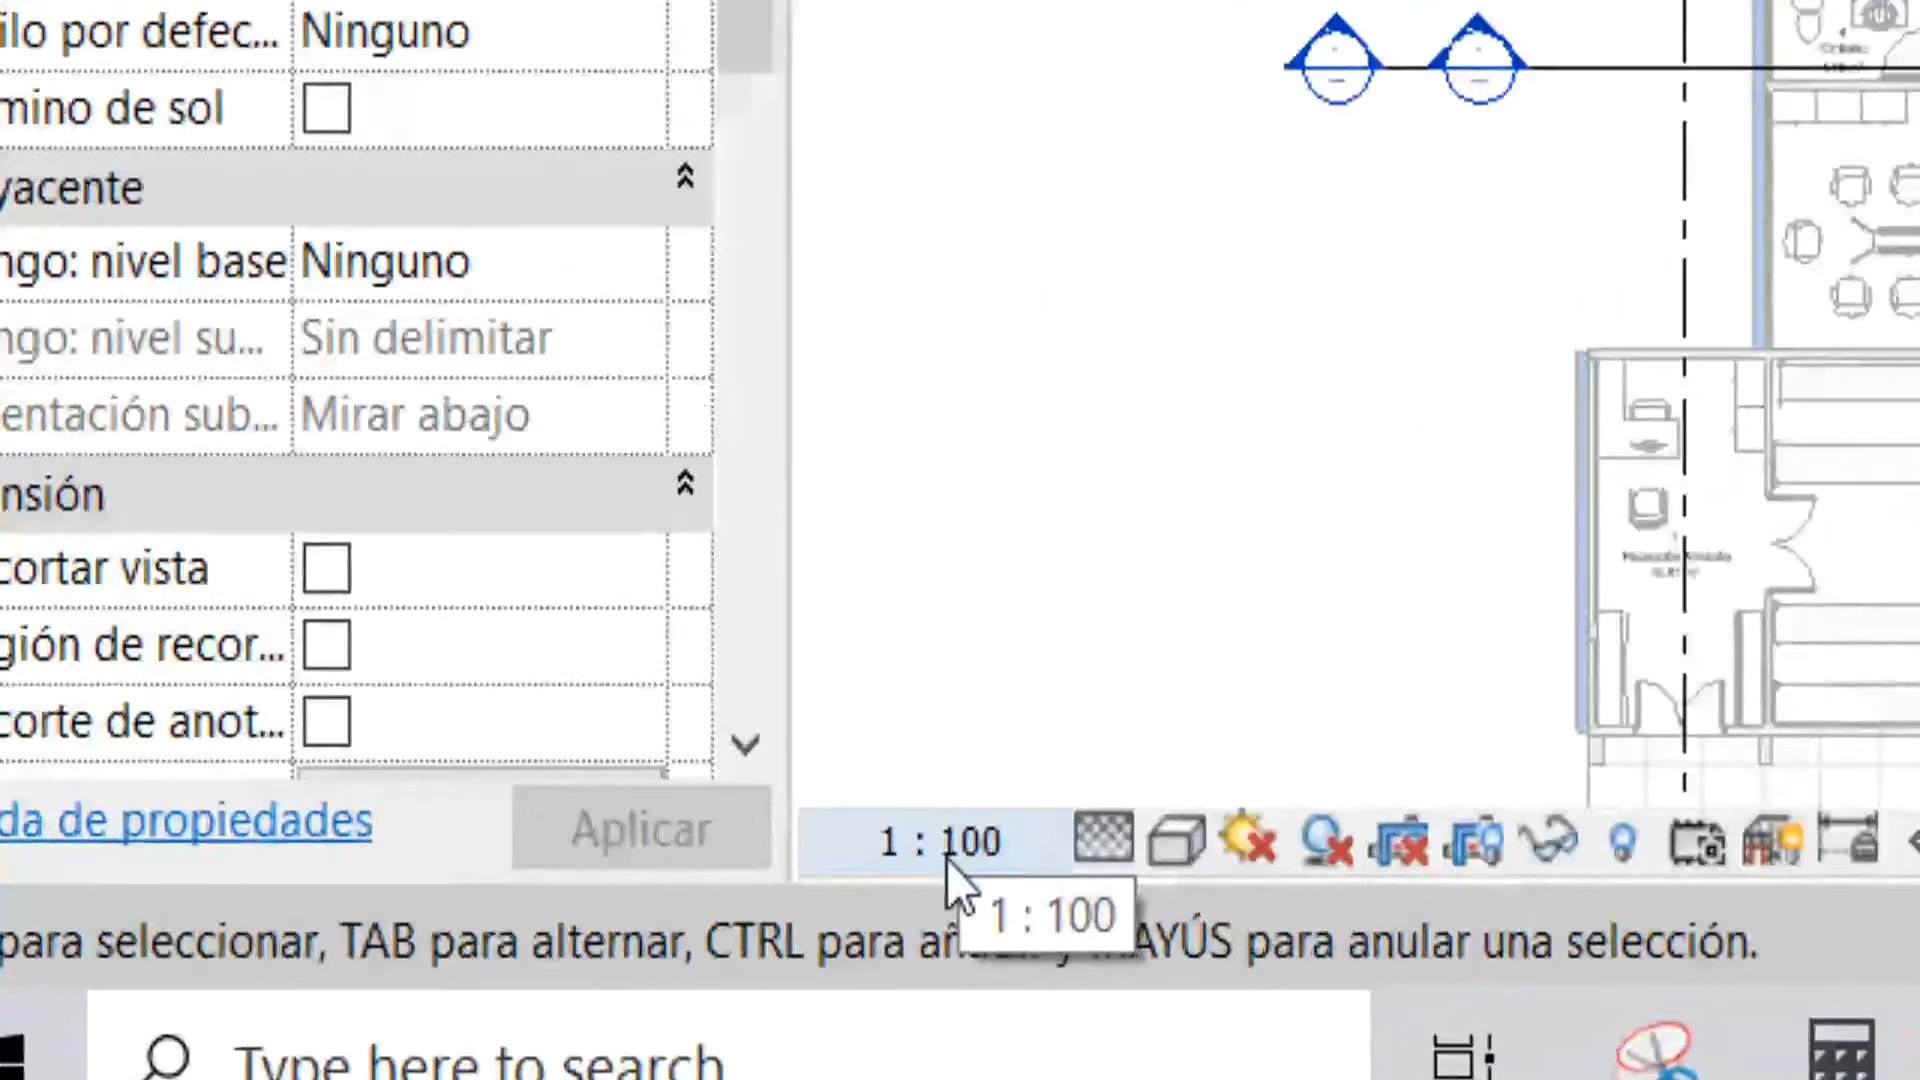 ilo por defec... Ninguno
mino de sol
yacente
ngo: nivel base Ninguno
ngo: nivel su... Sin delimitar
entación sub... Mirar abajo
nsión
cortar vista
gión de recor...
corte de anot...
da de propiedades Aplicar
1 : 100
1 : 100
para seleccionar, TAB para alternar, CTRL para añ y MAYÚS para anular una selección.
Type here to search